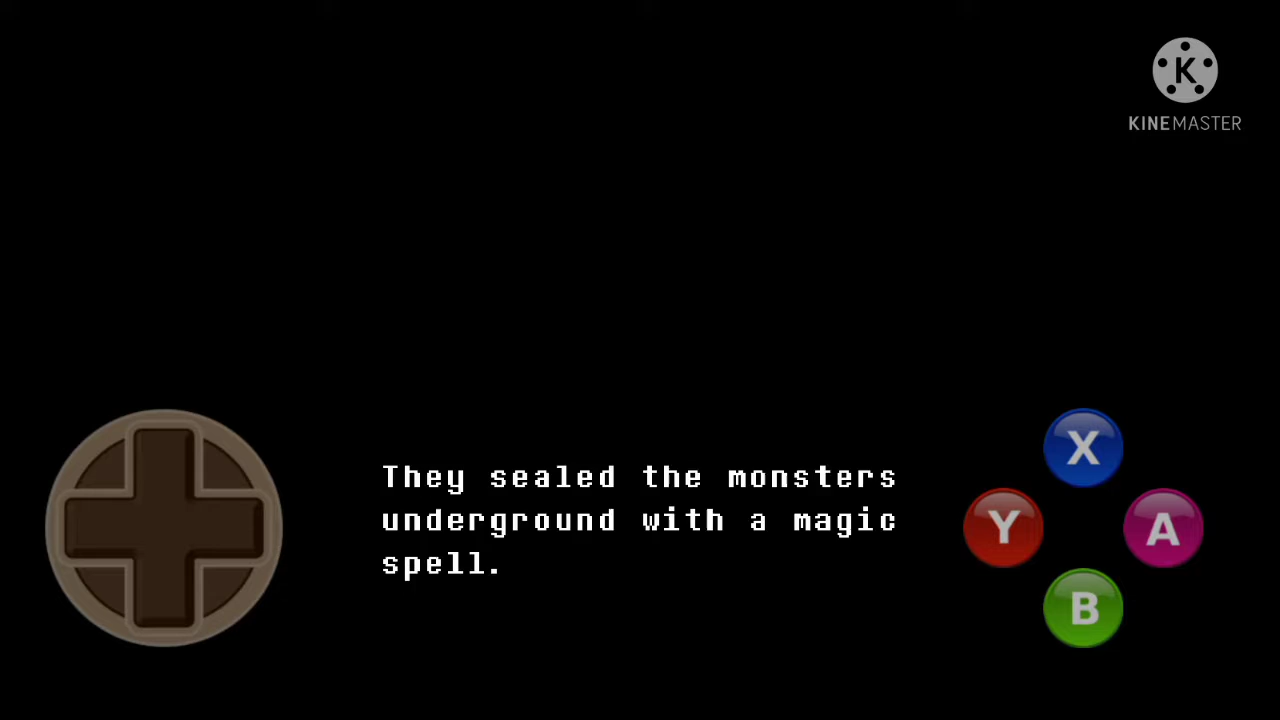 K
KINEMASTER
They sealed the monsters
underground with a magic
spell.
X
Y
A
B